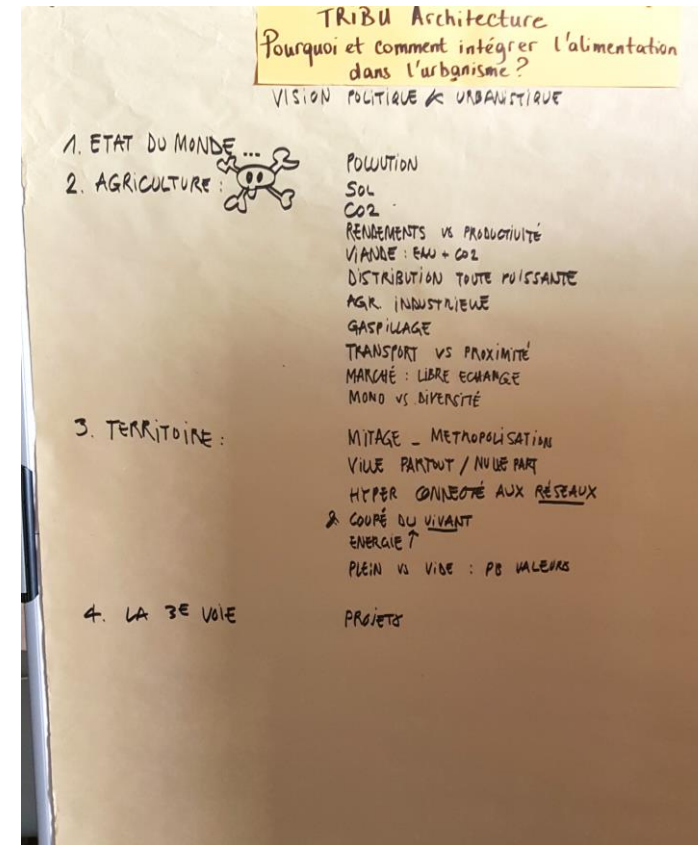 TRIBU Architecture
Pourquoi et comment intégrer l'alimentation
dans l'urbanisme ?
VISION POLITIQUE & URBANISTIQUE
1. ETAT DU MONDE ...
2. AGRICULTURE :
POLLUTION
SOL
CO2
RENDEMENTS VS PRODUCTIVITÉ
VIANDE : EAU + CO2
DISTRIBUTION TOUTE PUISSANTE
AGR. INDUSTRIELLE
GASPILLAGE
TRANSPORT VS PROXIMITÉ
MARCHÉ : LIBRE ECHANGE
MONO VS DIVERSITÉ
3. TERRITOIRE :
MITAGE - METROPOLISATION
VILLE PARTOUT / NULLE PART
HYPER CONNECTÉ AUX RÉSEAUX
& COUPÉ DU VIVANT
ENERGIE ↑
PLEIN VS VIDE : PB VALEURS
4. LA 3E VOIE
PROJETS